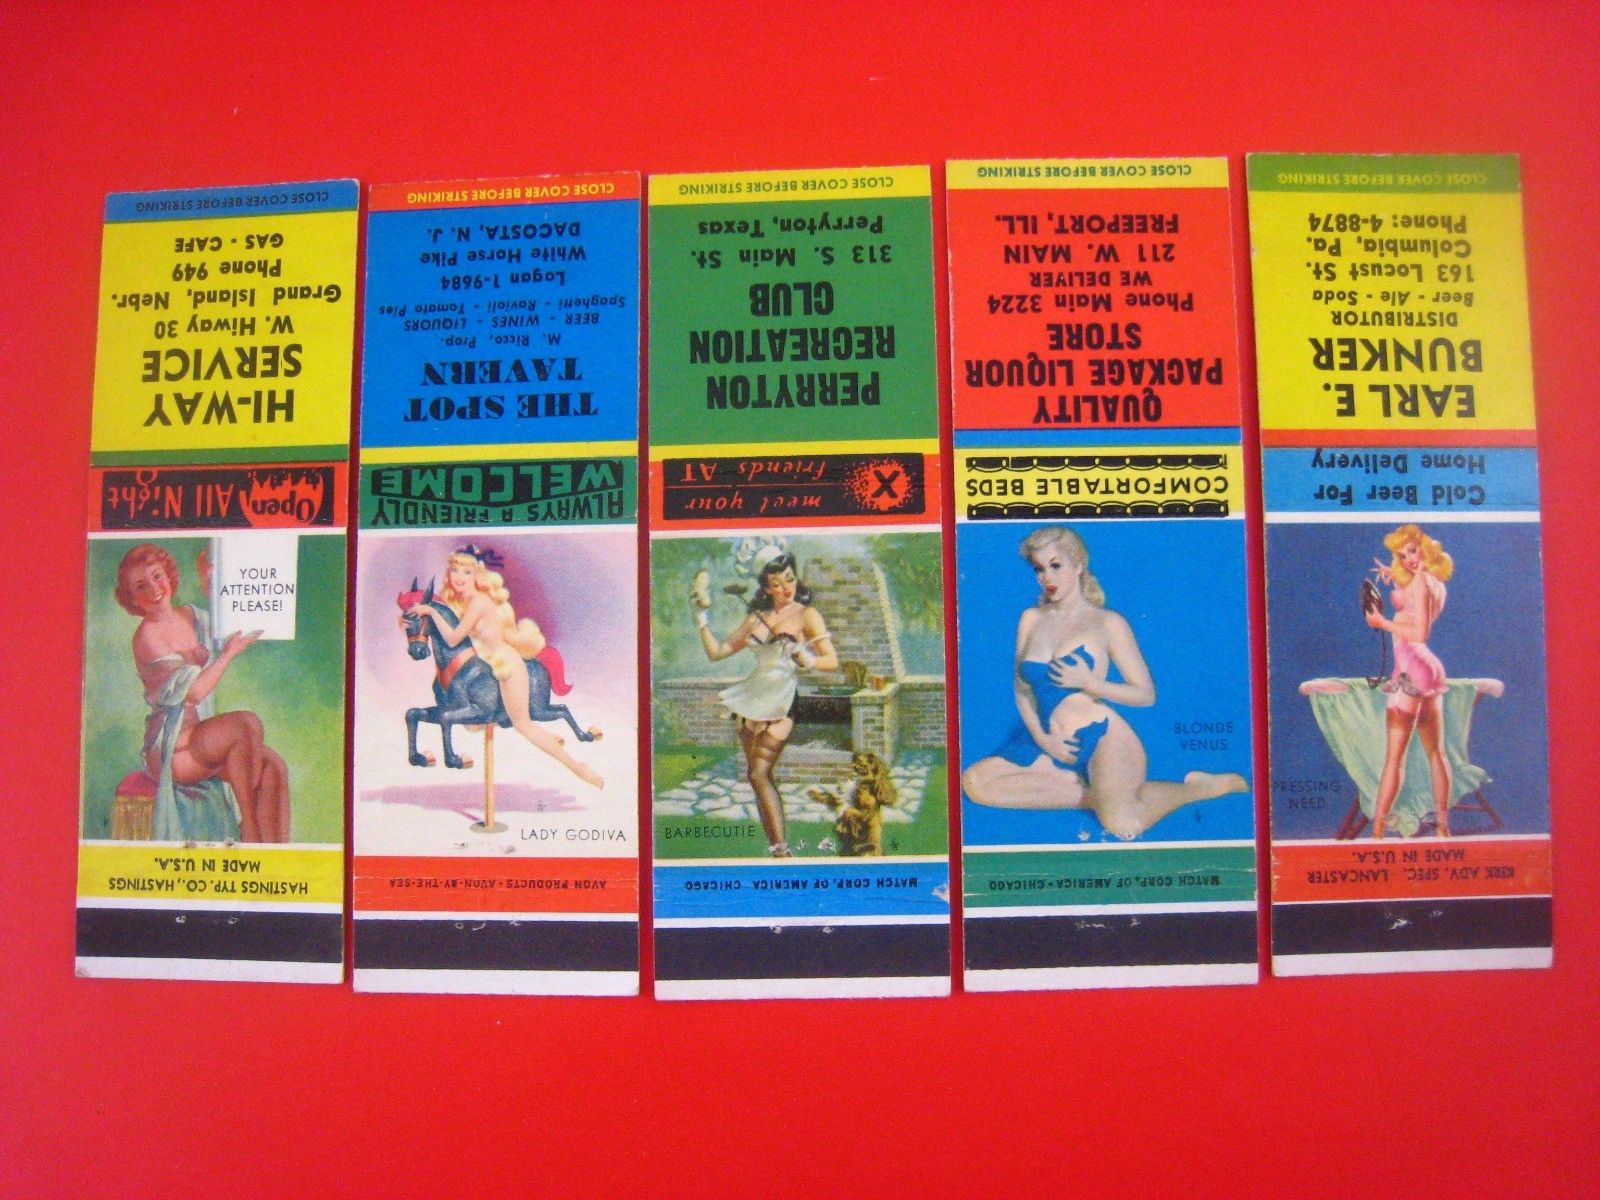 HASTINGS TYP. CO., HASTINGS
MADE IN U.S.A.
YOUR
ATTENTION
PLEASE!
Open
All Night
HI-WAY
SERVICE
W. Hiway 30
Grand Island, Nebr.
Phone 949
GAS - CAFE
CLOSE COVER BEFORE STRIKING
AVON PRODUCTS · AVON-BY-THE-SEA
LADY GODIVA
ALWAYS A FRIENDLY
WELCOME
THE SPOT
TAVERN
M. Ricco, Prop.
BEER - WINES - LIQUORS
Spaghetti - Ravioli - Tomato Pies
Logan 1-9684
White Horse Pike
DACOSTA, N. J.
CLOSE COVER BEFORE STRIKING
MATCH CORP. OF AMERICA CHICAGO
BARBECUTIE
X meet your
friends AT
PERRYTON
RECREATION
CLUB
313 S. Main St.
Perryton, Texas
CLOSE COVER BEFORE STRIKING
MATCH CORP. OF AMERICA · CHICAGO
BLONDE
VENUS
COMFORTABLE BEDS
QUALITY
PACKAGE LIQUOR
STORE
Phone Main 3224
WE DELIVER
211 W. MAIN
FREEPORT, ILL.
CLOSE COVER BEFORE STRIKING
KIRK ADV. SPEC. LANCASTER
MADE IN U.S.A.
PRESSING
NEED
Cold Beer For
Home Delivery
EARL E.
BUNKER
DISTRIBUTOR
Beer - Ale - Soda
163 Locust St.
Columbia, Pa.
Phone: 4-8874
CLOSE COVER BEFORE STRIKING